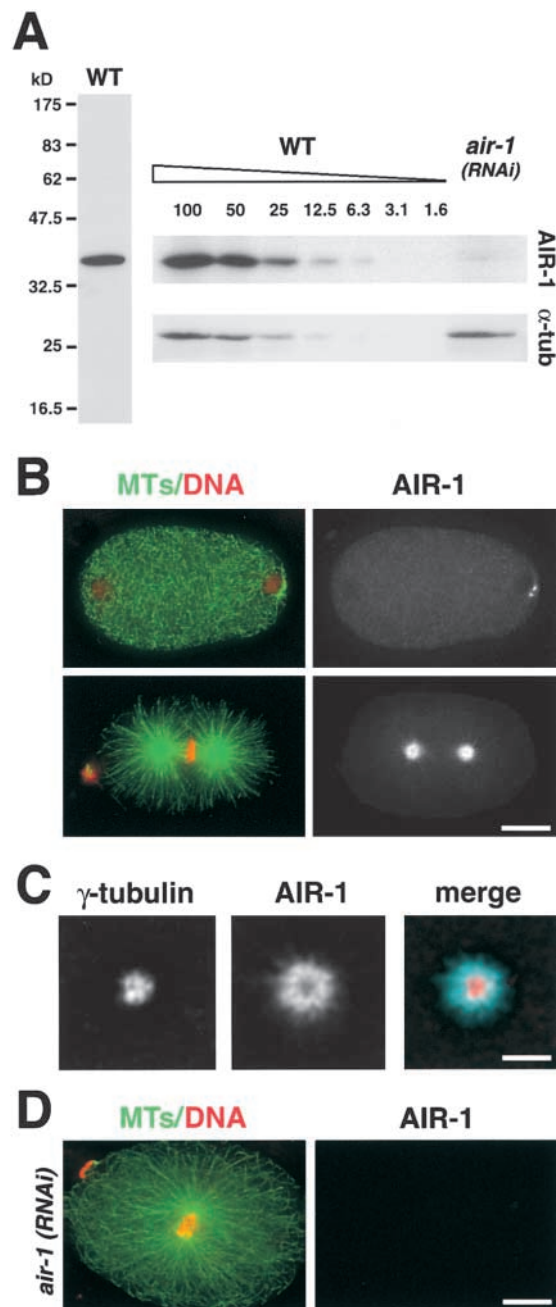 A
kD
WT
175
83
62
47.5
32.5
25
16.5
WT
air-1
(RNAi)
100 50 25 12.5 6.3 3.1 1.6
AIR-1
α-tub
B
MTs/DNA AIR-1
C
γ-tubulin AIR-1 merge
D
MTs/DNA AIR-1
air-1 (RNAi)